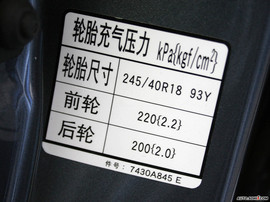 轮胎充气压力 kPa{kgf/cm²}
轮胎尺寸 245/40R18 93Y
前轮 220{2.2}
后轮 200{2.0}
件号：7430A845 E